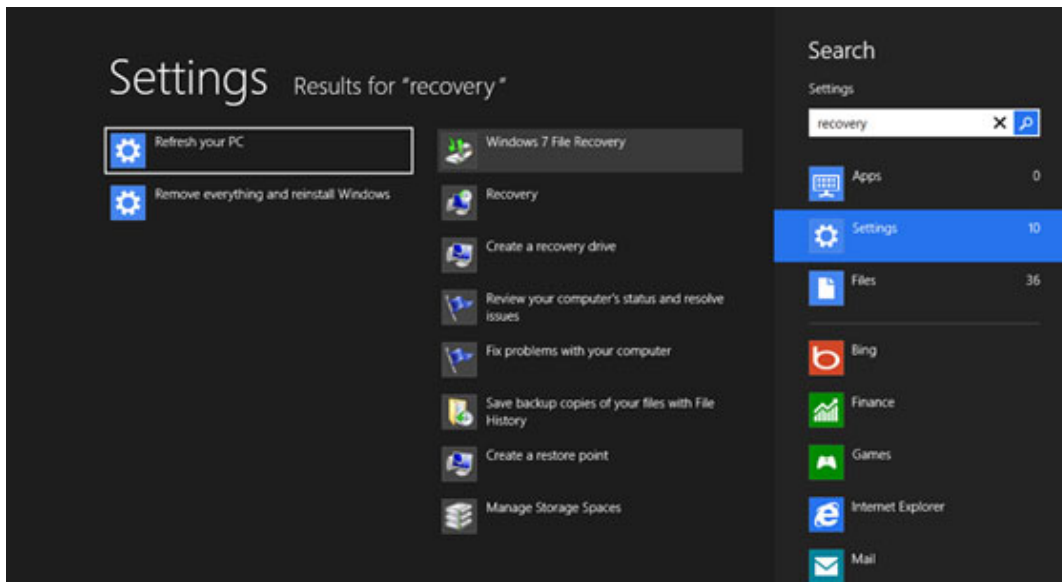 Settings Results for "recovery"
Refresh your PC
Remove everything and reinstall Windows
Windows 7 File Recovery
Recovery
Create a recovery drive
Review your computer's status and resolve
issues
Fix problems with your computer
Save backup copies of your files with File
History
Create a restore point
Manage Storage Spaces
Search
Settings
recovery
Apps 0
Settings 10
Files 36
Bing
Finance
Games
Internet Explorer
Mail